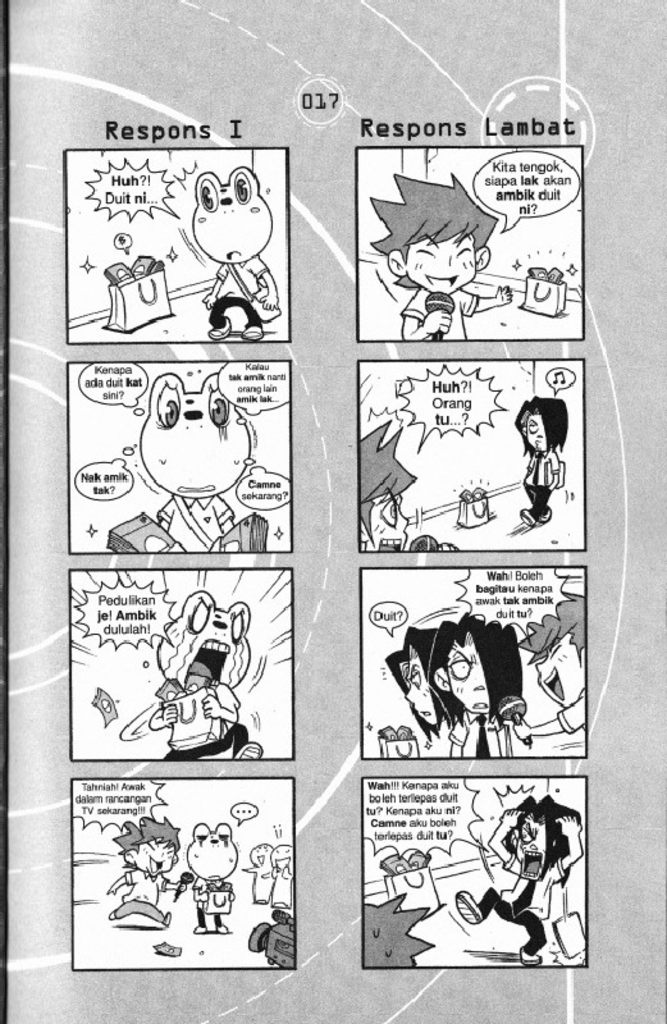 017
Respons I
Huh?!
Duit ni...
$
Kenapa
ada duit kat
sini?
Kalau
tak amik nanti
orang lain
amik lak...
Nak amik
tak?
Camne
sekarang?
Pedulikan
je! Ambik
dululah!
Tahniah! Awak
dalam rancangan
TV sekarang!!!
...
Respons Lambat
Kita tengok,
siapa lak akan
ambik duit
ni?
Huh?!
Orang
tu...?
Duit?
Wah! Boleh
bagitau kenapa
awak tak ambik
duit tu?
Wah!!! Kenapa aku
boleh terlepas duit
tu? Kenapa aku ni?
Camne aku boleh
terlepas duit tu?